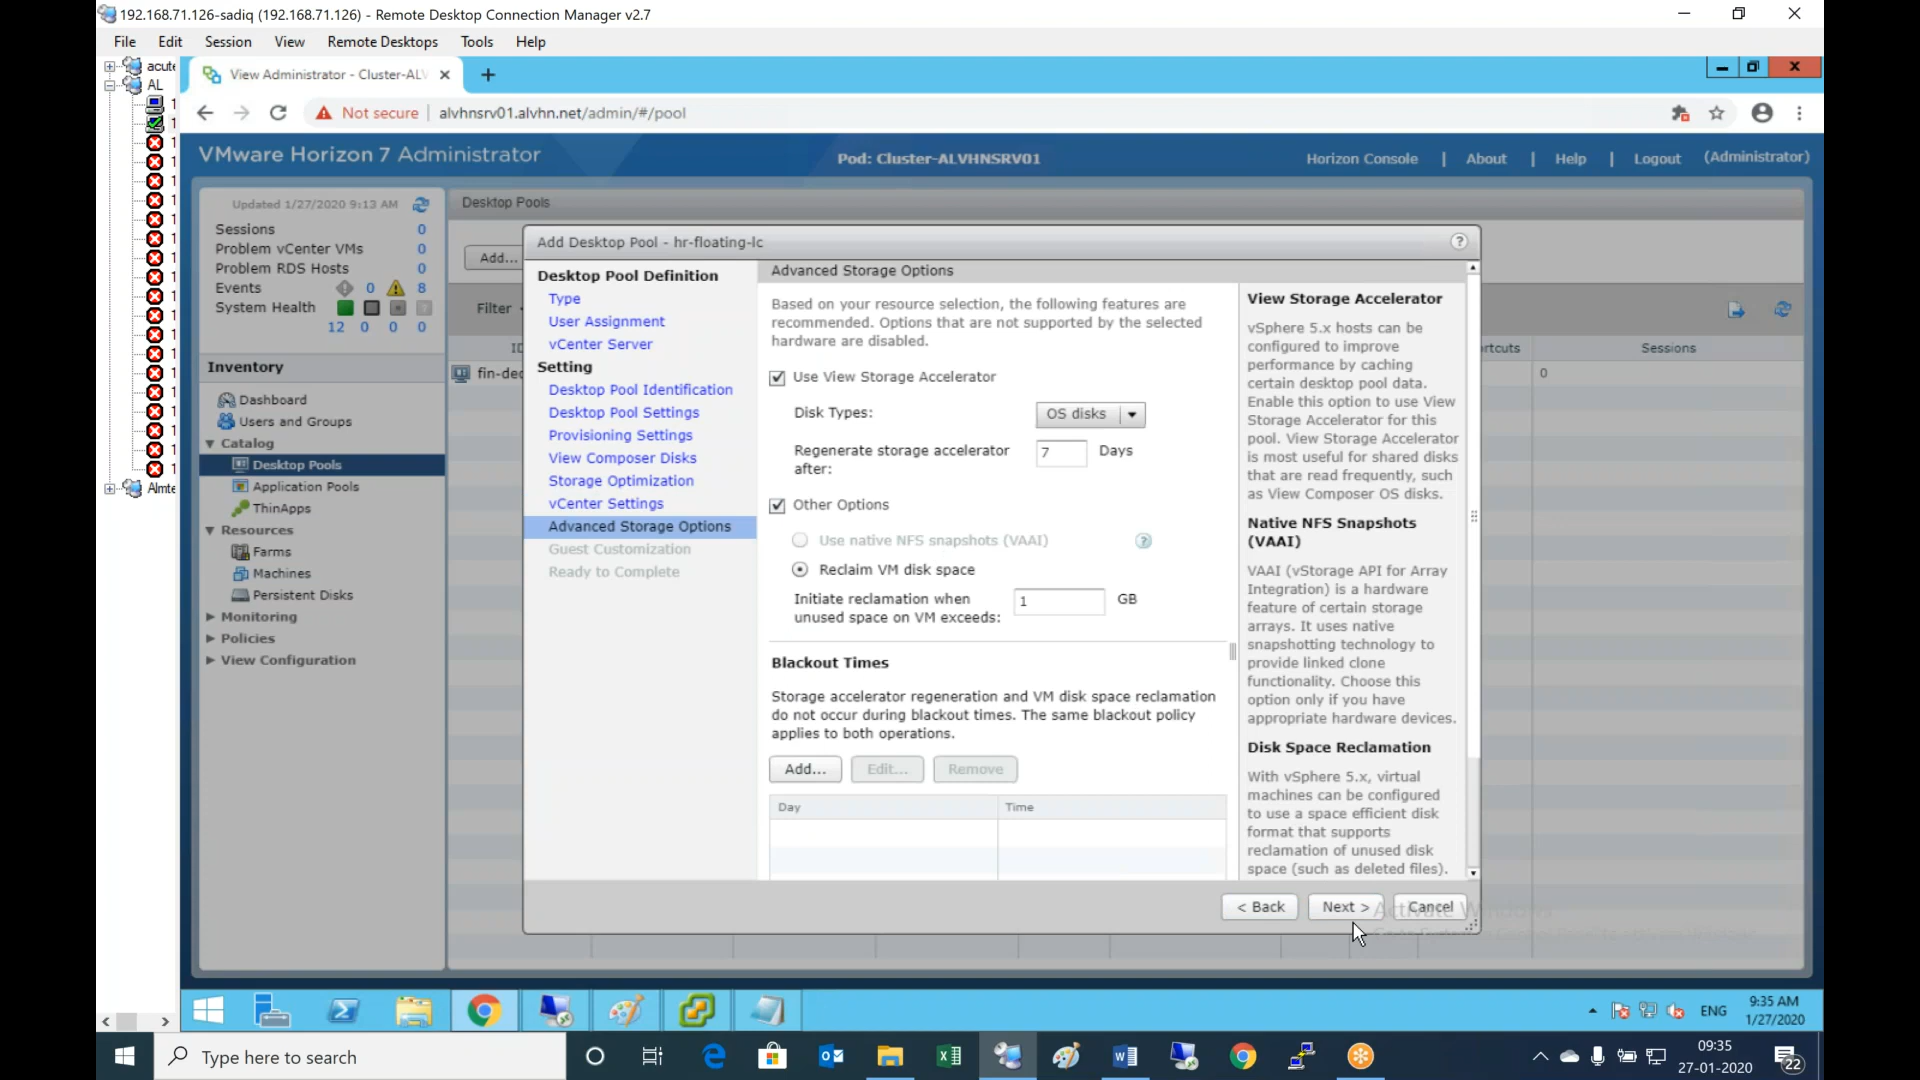 192.168.71.126-sadiq (192.168.71.126) - Remote Desktop Connection Manager v2.7
File Edit Session View Remote Desktops Tools Help
acute
AL
Almte
View Administrator - Cluster-ALV
Not secure alvhnsrv01.alvhn.net/admin/#/pool
VMware Horizon 7 Administrator
Pod: Cluster-ALVHNSRV01
Horizon Console | About | Help | Logout (Administrator)
Updated 1/27/2020 9:13 AM
Sessions 0
Problem vCenter VMs 0
Problem RDS Hosts 0
Events 0 8
System Health
12 0 0 0
Inventory
Dashboard
Users and Groups
Catalog
Desktop Pools
Application Pools
ThinApps
Resources
Farms
Machines
Persistent Disks
Monitoring
Policies
View Configuration
Desktop Pools
Add...
Filter
ID
fin-dec
rtcuts Sessions
0
Add Desktop Pool - hr-floating-lc
?
Desktop Pool Definition
Type
User Assignment
vCenter Server
Setting
Desktop Pool Identification
Desktop Pool Settings
Provisioning Settings
View Composer Disks
Storage Optimization
vCenter Settings
Advanced Storage Options
Guest Customization
Ready to Complete
Advanced Storage Options
Based on your resource selection, the following features are
recommended. Options that are not supported by the selected
hardware are disabled.
Use View Storage Accelerator
Disk Types: OS disks
Regenerate storage accelerator
after:
7 Days
Other Options
Use native NFS snapshots (VAAI) ?
Reclaim VM disk space
Initiate reclamation when
unused space on VM exceeds:
1 GB
Blackout Times
Storage accelerator regeneration and VM disk space reclamation
do not occur during blackout times. The same blackout policy
applies to both operations.
Add... Edit... Remove
Day Time
View Storage Accelerator
vSphere 5.x hosts can be
configured to improve
performance by caching
certain desktop pool data.
Enable this option to use View
Storage Accelerator for this
pool. View Storage Accelerator
is most useful for shared disks
that are read frequently, such
as View Composer OS disks.
Native NFS Snapshots
(VAAI)
VAAI (vStorage API for Array
Integration) is a hardware
feature of certain storage
arrays. It uses native
snapshotting technology to
provide linked clone
functionality. Choose this
option only if you have
appropriate hardware devices.
Disk Space Reclamation
With vSphere 5.x, virtual
machines can be configured
to use a space efficient disk
format that supports
reclamation of unused disk
space (such as deleted files).
< Back Next > Cancel
Activate Windows
ENG
9:35 AM
1/27/2020
Type here to search
09:35
27-01-2020
22